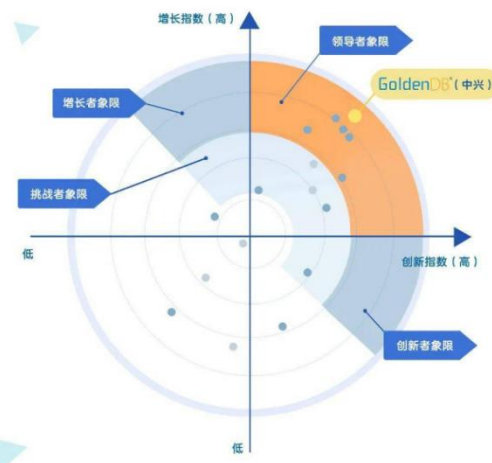 增长指数（高）
领导者象限
GoldenDB®（中兴）
增长者象限
挑战者象限
低
创新指数（高）
创新者象限
低